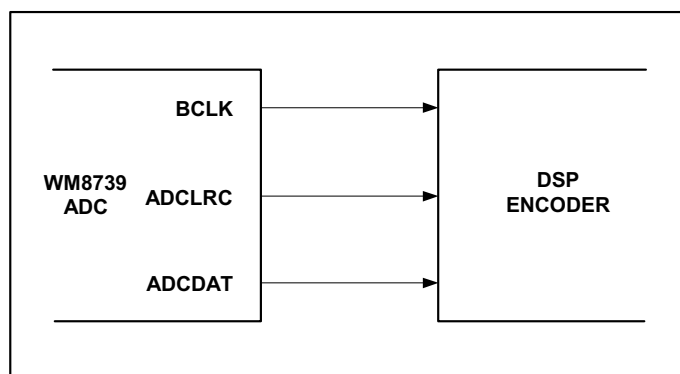 BCLK
WM8739
ADC
ADCLRC
ADCDAT
DSP
ENCODER